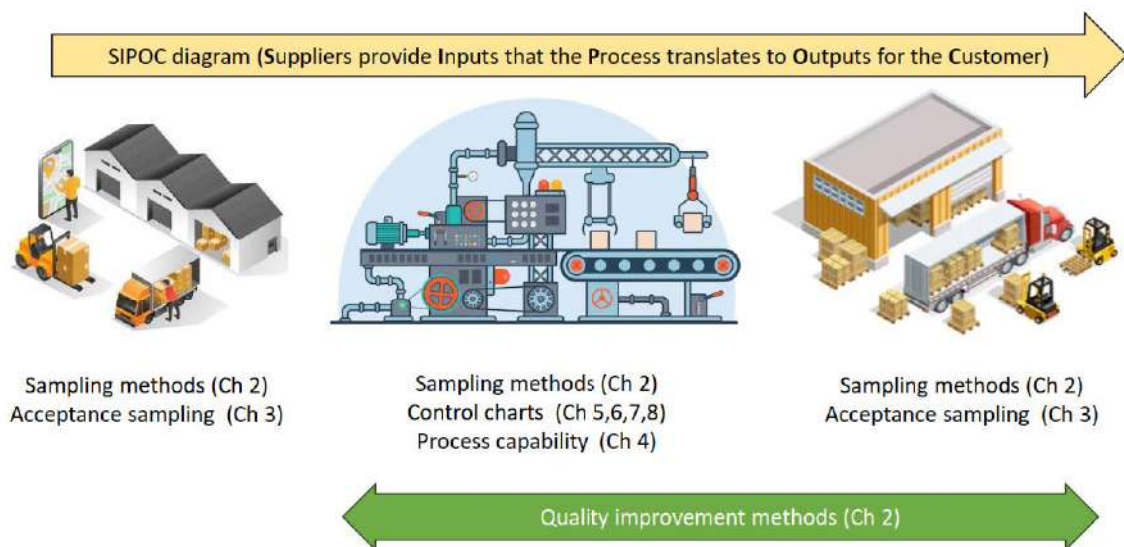 SIPOC diagram (Suppliers provide Inputs that the Process translates to Outputs for the Customer)
Sampling methods (Ch 2)
Acceptance sampling (Ch 3)
Sampling methods (Ch 2)
Control charts (Ch 5,6,7,8)
Process capability (Ch 4)
Sampling methods (Ch 2)
Acceptance sampling (Ch 3)
Quality improvement methods (Ch 2)